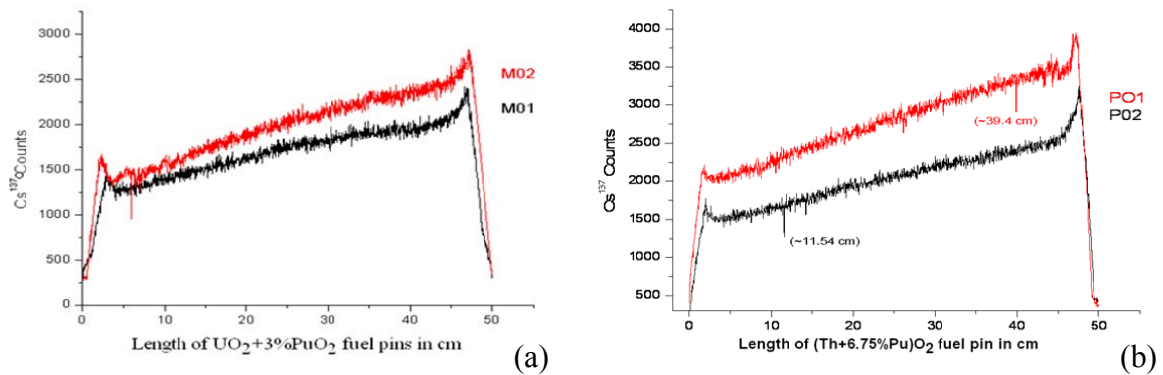 3000
2500
2000
1500
1000
500
0
Cs¹³⁷ Counts
M02
M01
0 10 20 30 40 50
Length of UO₂+3%PuO₂ fuel pins in cm
(a)
4000
3500
3000
2500
2000
1500
1000
500
Cs¹³⁷ Counts
PO1
P02
(~39.4 cm)
(~11.54 cm)
0 10 20 30 40 50
Length of (Th+6.75%Pu)O₂ fuel pin in cm
(b)